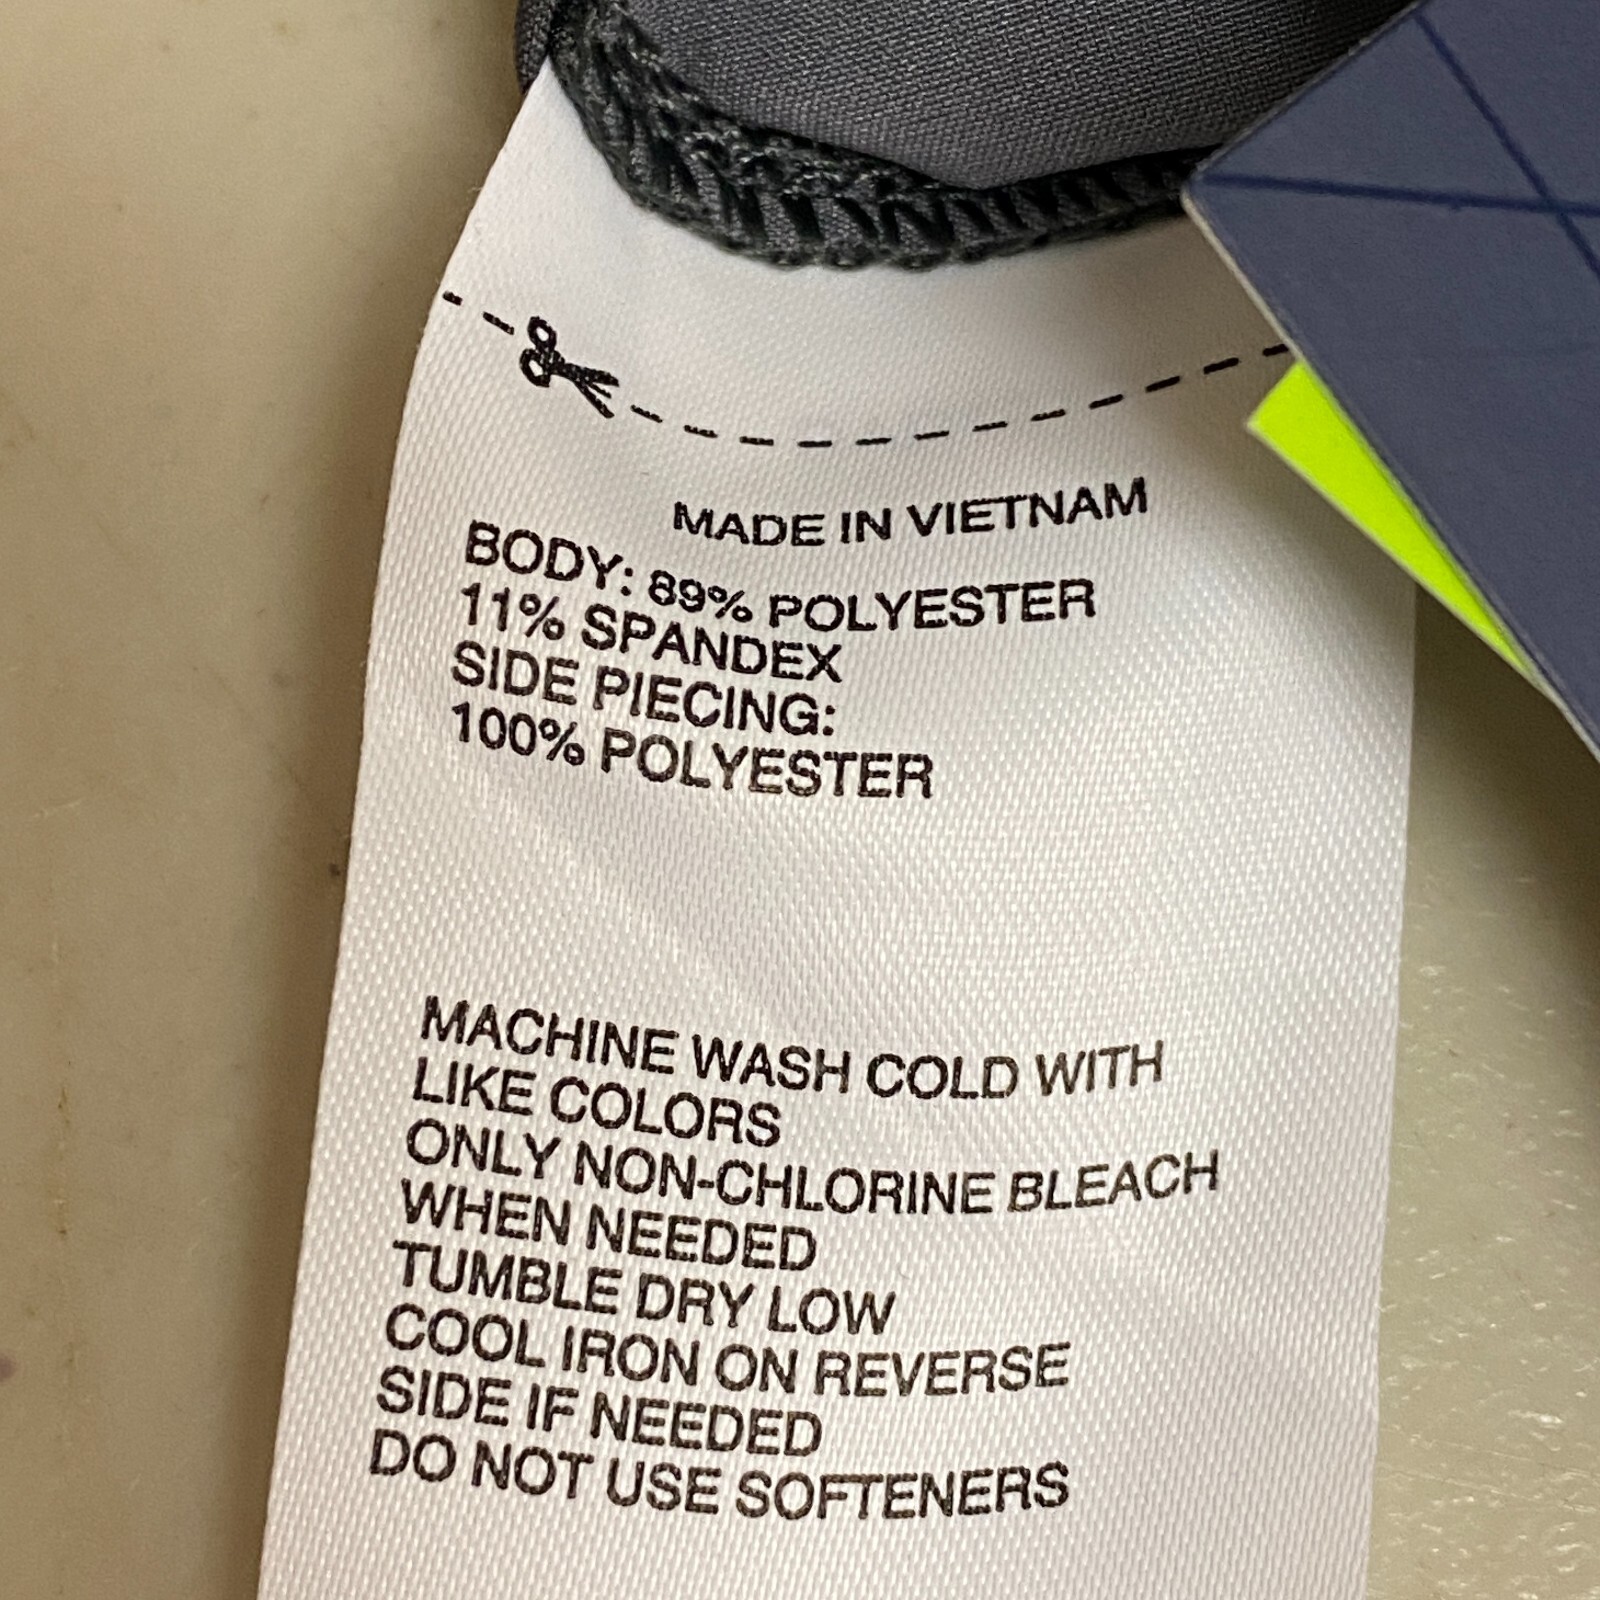 MADE IN VIETNAM
BODY: 89% POLYESTER
11% SPANDEX
SIDE PIECING:
100% POLYESTER
MACHINE WASH COLD WITH
LIKE COLORS
ONLY NON-CHLORINE BLEACH
WHEN NEEDED
TUMBLE DRY LOW
COOL IRON ON REVERSE
SIDE IF NEEDED
DO NOT USE SOFTENERS